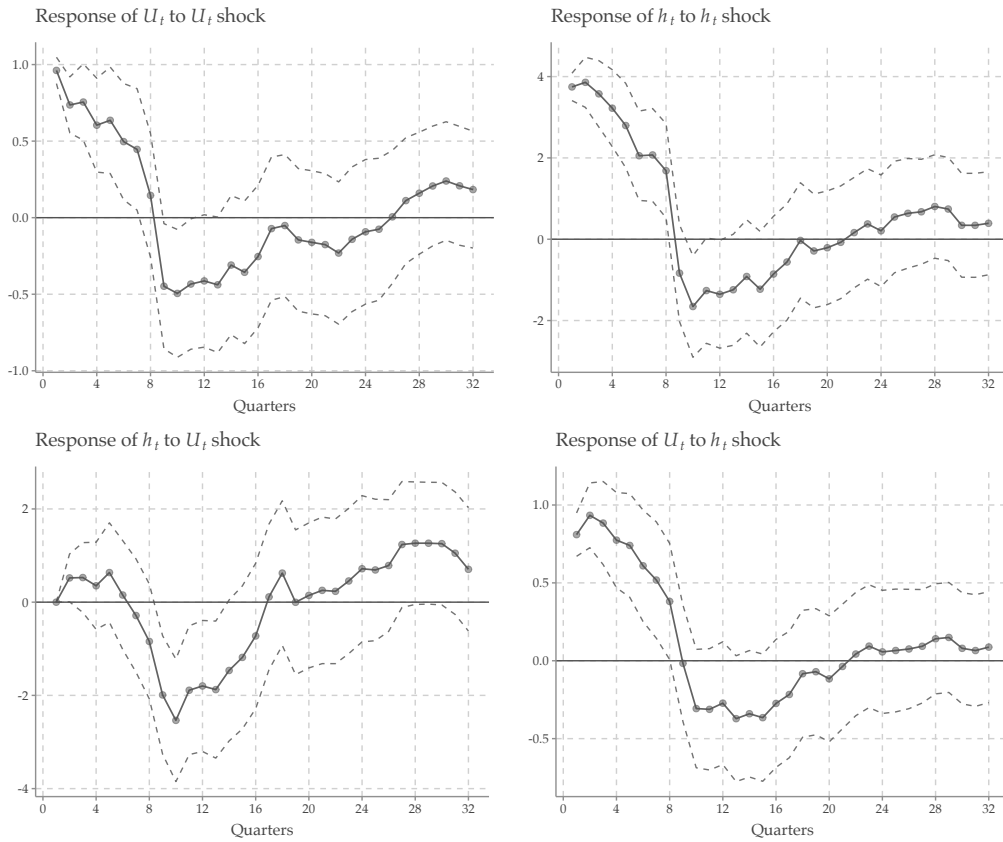 Response of U_t to U_t shock
1.0
0.5
0.0
-0.5
-1.0
0 4 8 12 16 20 24 28 32
Quarters
Response of h_t to h_t shock
4
2
0
-2
0 4 8 12 16 20 24 28 32
Quarters
Response of h_t to U_t shock
2
0
-2
-4
0 4 8 12 16 20 24 28 32
Quarters
Response of U_t to h_t shock
1.0
0.5
0.0
-0.5
0 4 8 12 16 20 24 28 32
Quarters